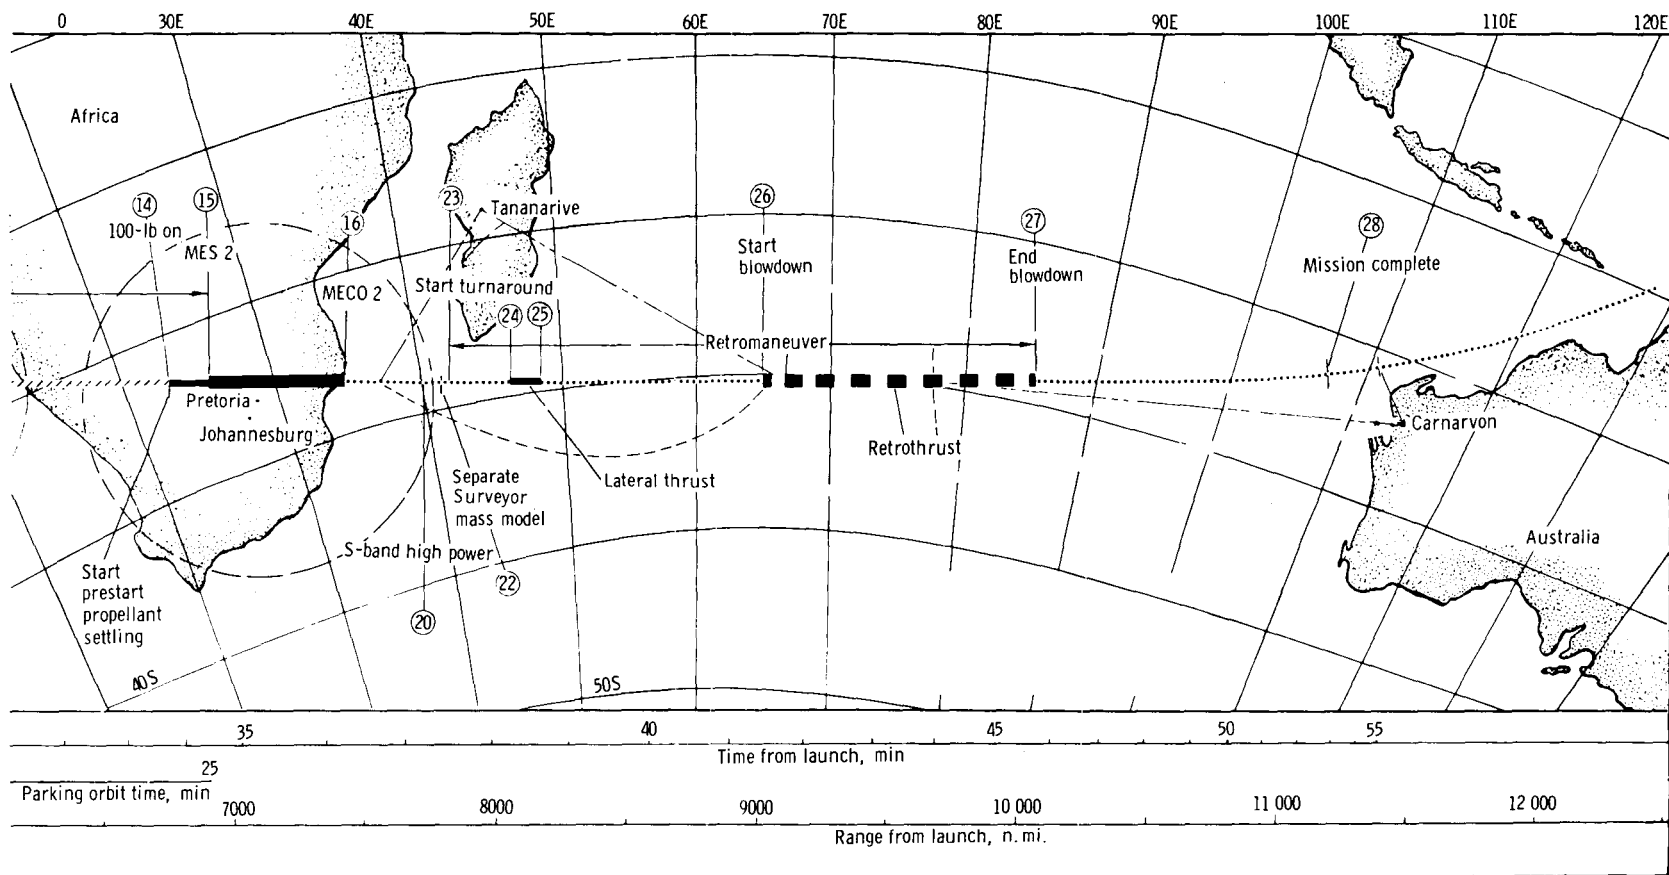 0 30E 40E 50E 60E 70E 80E 90E 100E 110E 120E
Africa
14
15
23
26
27
28
16
100-lb on
MES 2
Tananarive
Start
blowdown
End
blowdown
Mission complete
MECO 2
Start turnaround
24
25
Retromaneuver
Pretoria
Johannesburg
Carnarvon
Retrothrust
Lateral thrust
Separate
Surveyor
mass model
S-band high power
Australia
Start
prestart
propellant
settling
22
20
40S
50S
35 40 45 50 55
Time from launch, min
25
Parking orbit time, min
7000 8000 9000 10 000 11 000 12 000
Range from launch, n. mi.